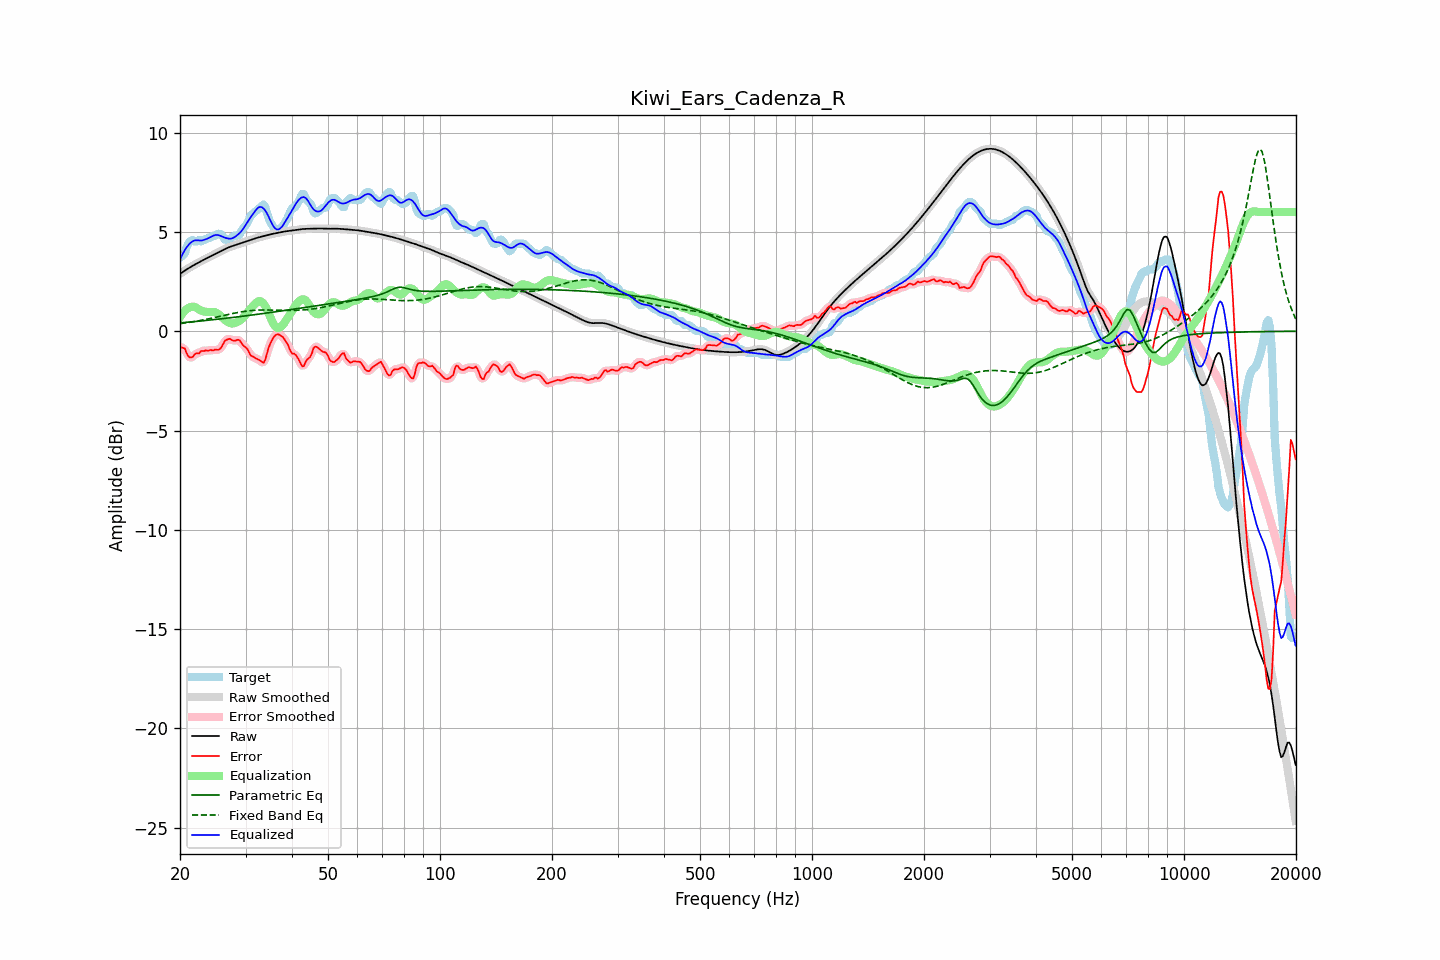 Kiwi_Ears_Cadenza_R
10
5
0
−5
−10
−15
−20
−25
Amplitude (dBr)
Target
Raw Smoothed
Error Smoothed
Raw
Error
Equalization
Parametric Eq
Fixed Band Eq
Equalized
20 50 100 200 500 1000 2000 5000 10000 20000
Frequency (Hz)